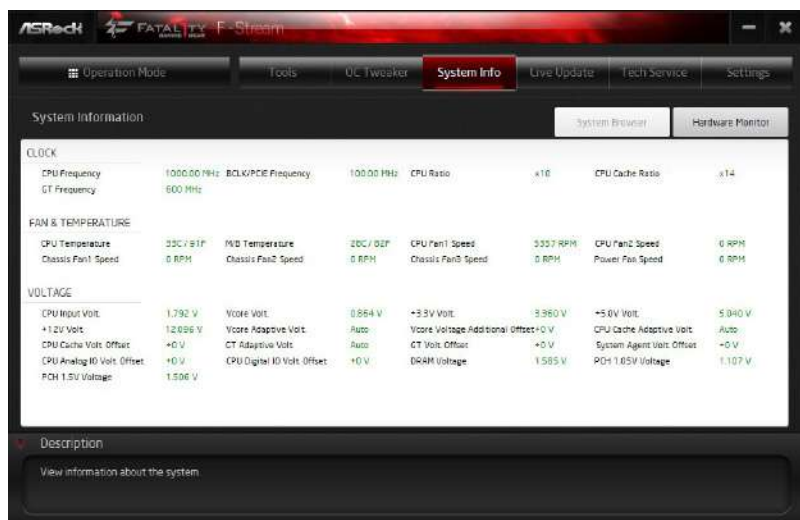 ASRock FATAL1TY GAMING GEAR F-Stream
Operation Mode Tools OC Tweaker System Info Live Update Tech Service Settings
System Information System Browser Hardware Monitor
CLOCK
CPU Frequency 1000.00 MHz BCLK/PCIE Frequency 100.00 MHz CPU Ratio x10 CPU Cache Ratio x14
GT Frequency 600 MHz
FAN & TEMPERATURE
CPU Temperature 33C / 91F M/B Temperature 28C / 82F CPU Fan1 Speed 3357 RPM CPU Fan2 Speed 0 RPM
Chassis Fan1 Speed 0 RPM Chassis Fan2 Speed 0 RPM Chassis Fan3 Speed 0 RPM Power Fan Speed 0 RPM
VOLTAGE
CPU Input Volt. 1.792 V Vcore Volt. 0.864 V +3.3V Volt. 3.360 V +5.0V Volt. 5.040 V
+12V Volt. 12.096 V Vcore Adaptive Volt. Auto Vcore Voltage Additional Offset +0 V CPU Cache Adaptive Volt. Auto
CPU Cache Volt. Offset +0 V GT Adaptive Volt. Auto GT Volt. Offset +0 V System Agent Volt. Offset +0 V
CPU Analog IO Volt. Offset +0 V CPU Digital IO Volt. Offset +0 V DRAM Voltage 1.585 V PCH 1.05V Voltage 1.107 V
PCH 1.5V Voltage 1.506 V
Description
View information about the system.